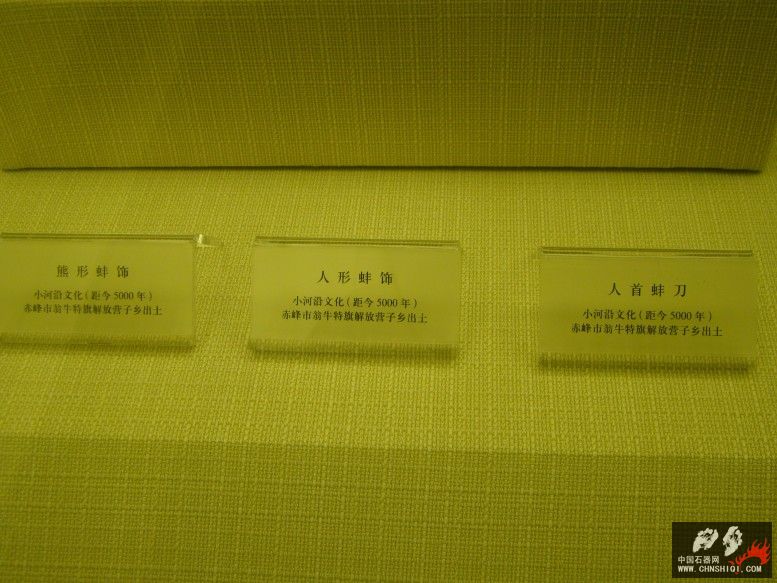 熊形蚌饰
小河沿文化(距今5000年)
赤峰市翁牛特旗解放营子乡出土
人形蚌饰
小河沿文化(距今5000年)
赤峰市翁牛特旗解放营子乡出土
人首蚌刀
小河沿文化(距今5000年)
赤峰市翁牛特旗解放营子乡出土
中国石器网
WWW.CHNSHIQI.COM